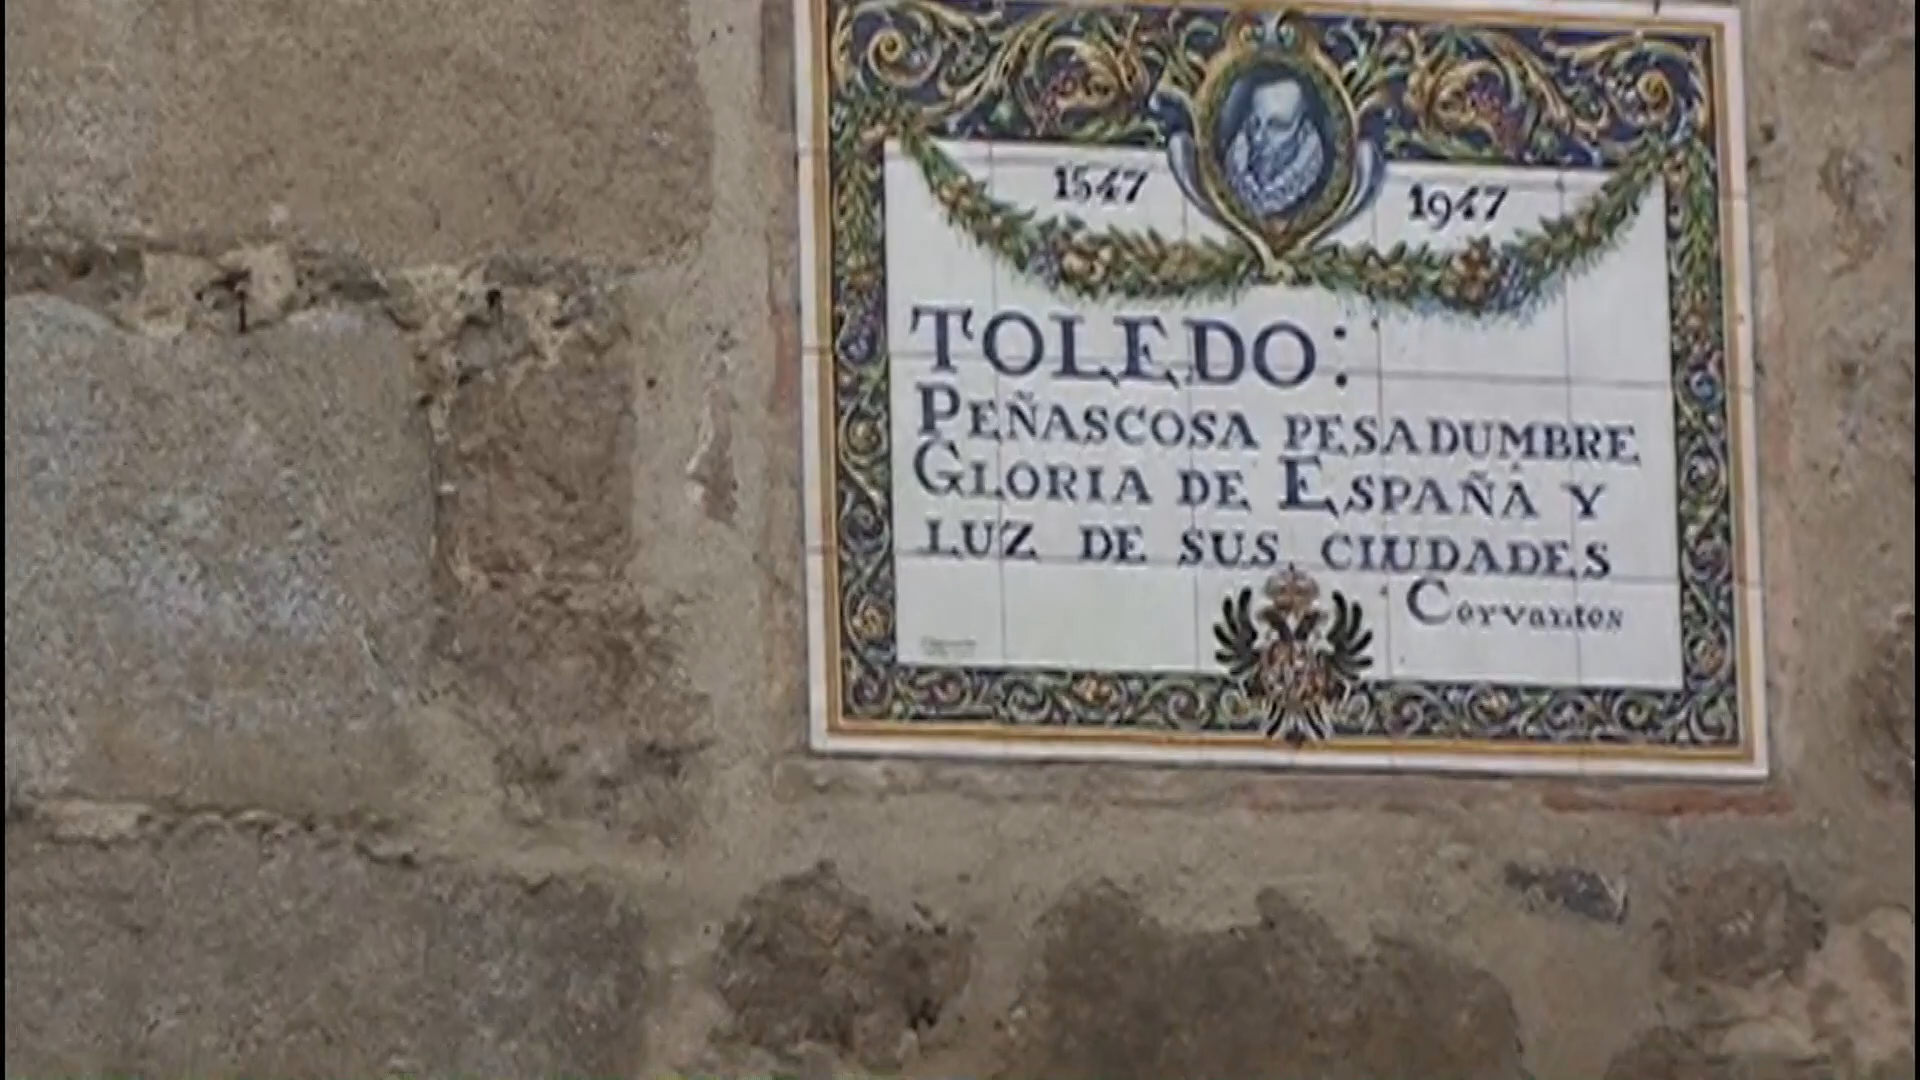 1547 1947
TOLEDO:
PEÑASCOSA PESADUMBRE
GLORIA DE ESPAÑA Y
LUZ DE SUS CIUDADES
Cervantes